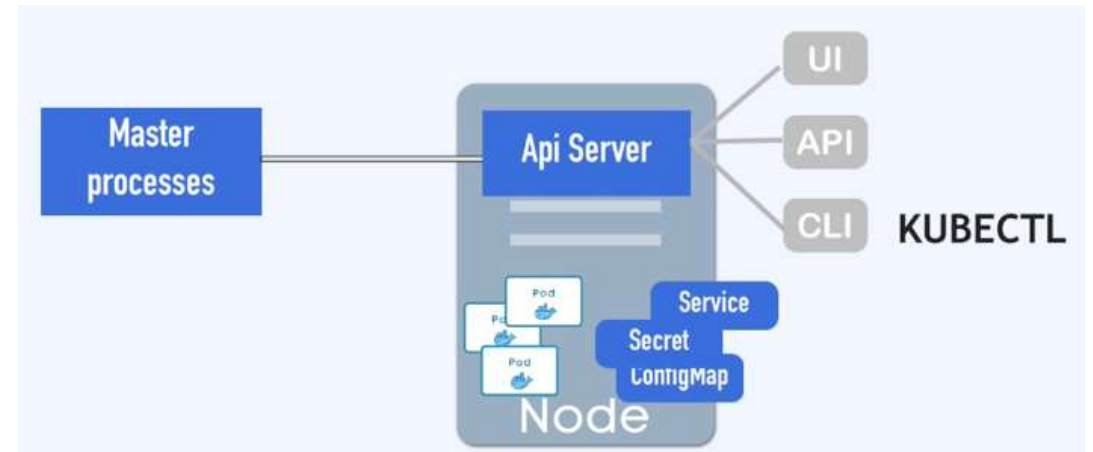 Master
processes
Api Server
UI
API
CLI
KUBECTL
Pod
Pod
Service
Secret
ConfigMap
Node